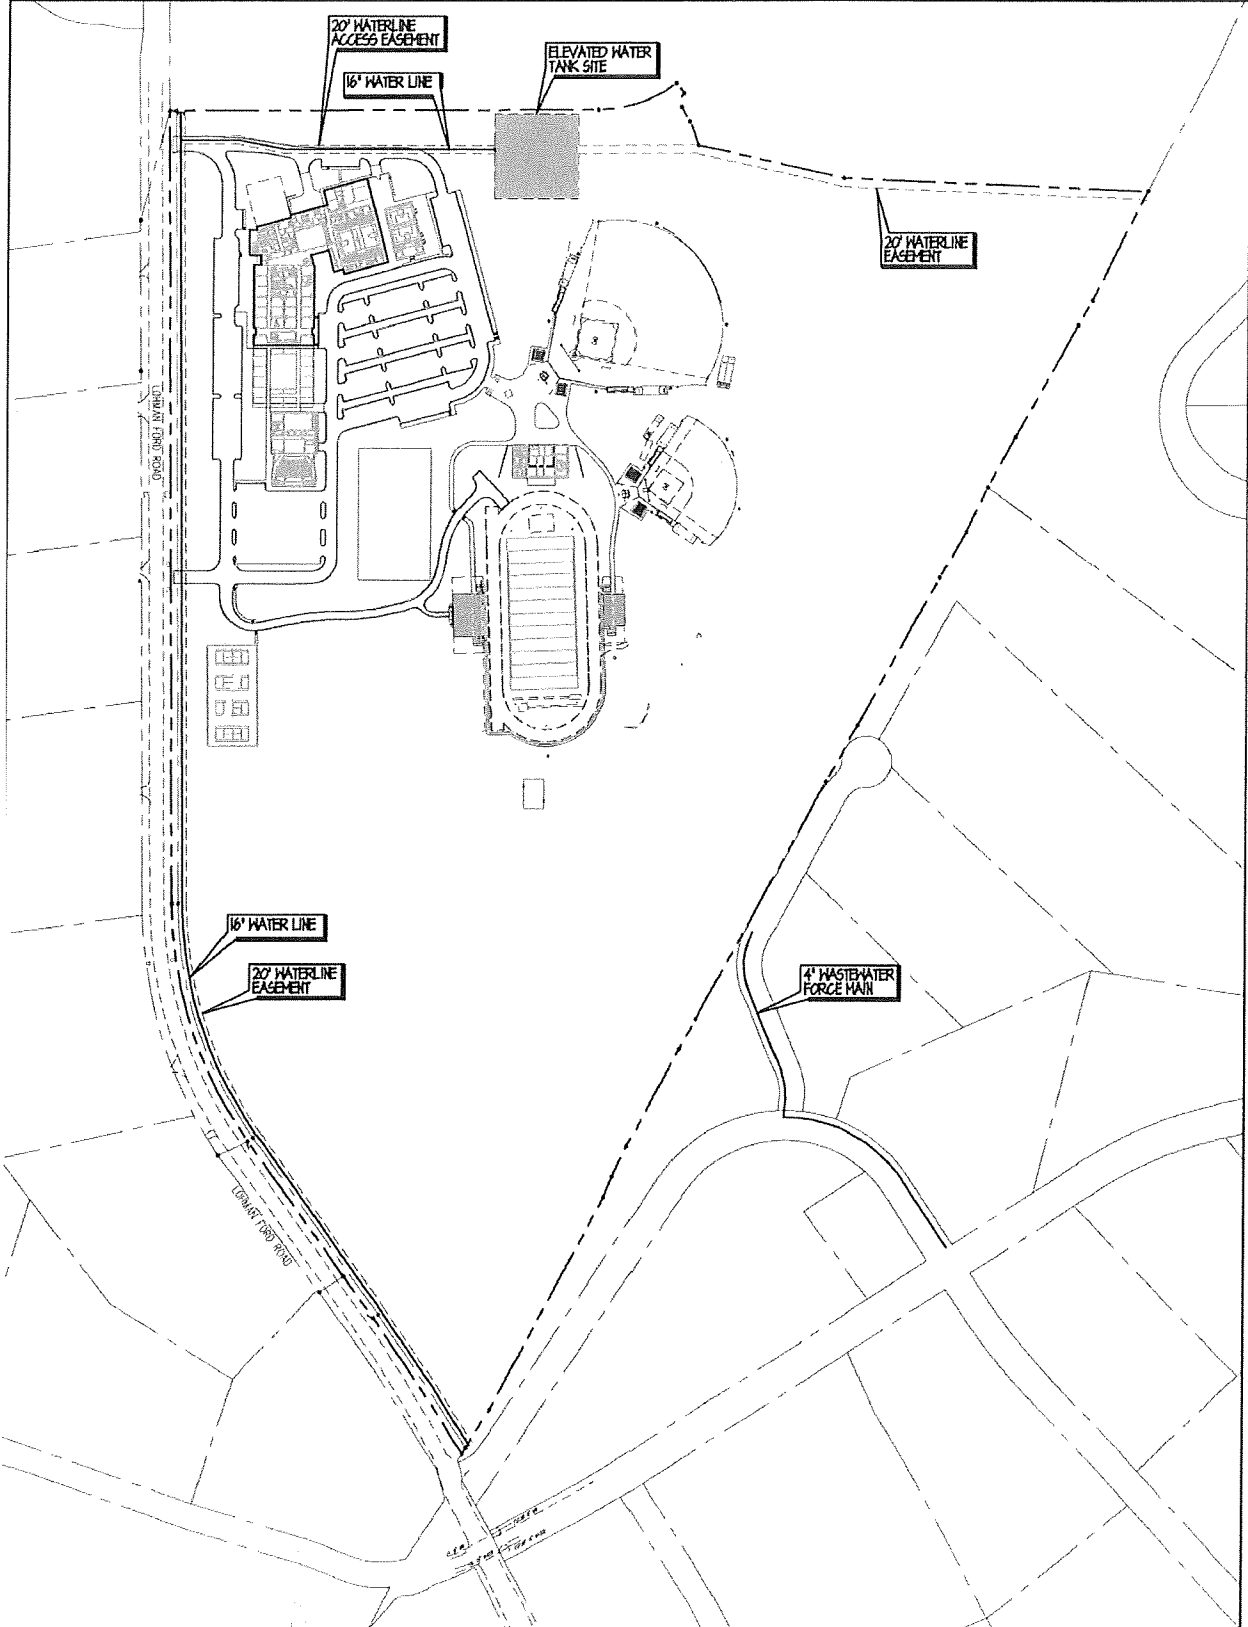 20' WATERLINE
ACCESS EASEMENT
ELEVATED WATER
TANK SITE
16" WATER LINE
20' WATERLINE
EASEMENT
LOHMAN FORD ROAD
16" WATER LINE
20' WATERLINE
EASEMENT
4" WASTEWATER
FORCE MAIN
LOHMAN FORD ROAD